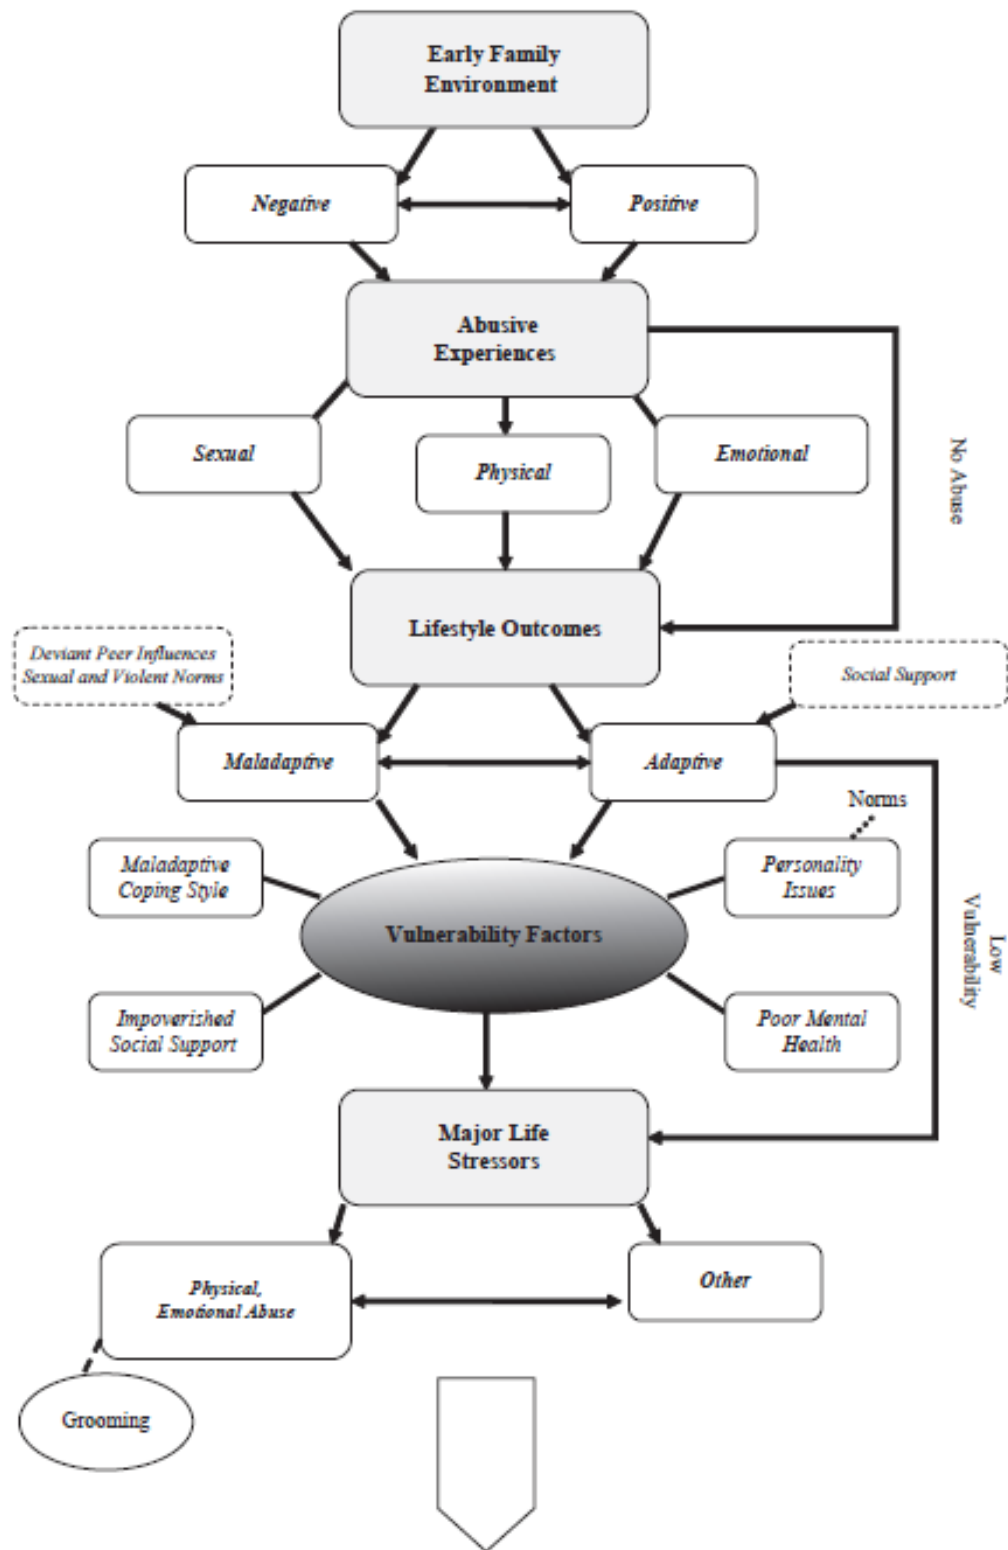 Early Family
Environment
Negative
Positive
Abusive
Experiences
No Abuse
Sexual
Physical
Emotional
Lifestyle Outcomes
Deviant Peer Influences
Sexual and Violent Norms
Social Support
Maladaptive
Adaptive
Norms
Maladaptive
Coping Style
Personality
Issues
Vulnerability Factors
Low
Vulnerability
Impoverished
Social Support
Poor Mental
Health
Major Life
Stressors
Physical,
Emotional Abuse
Other
Grooming